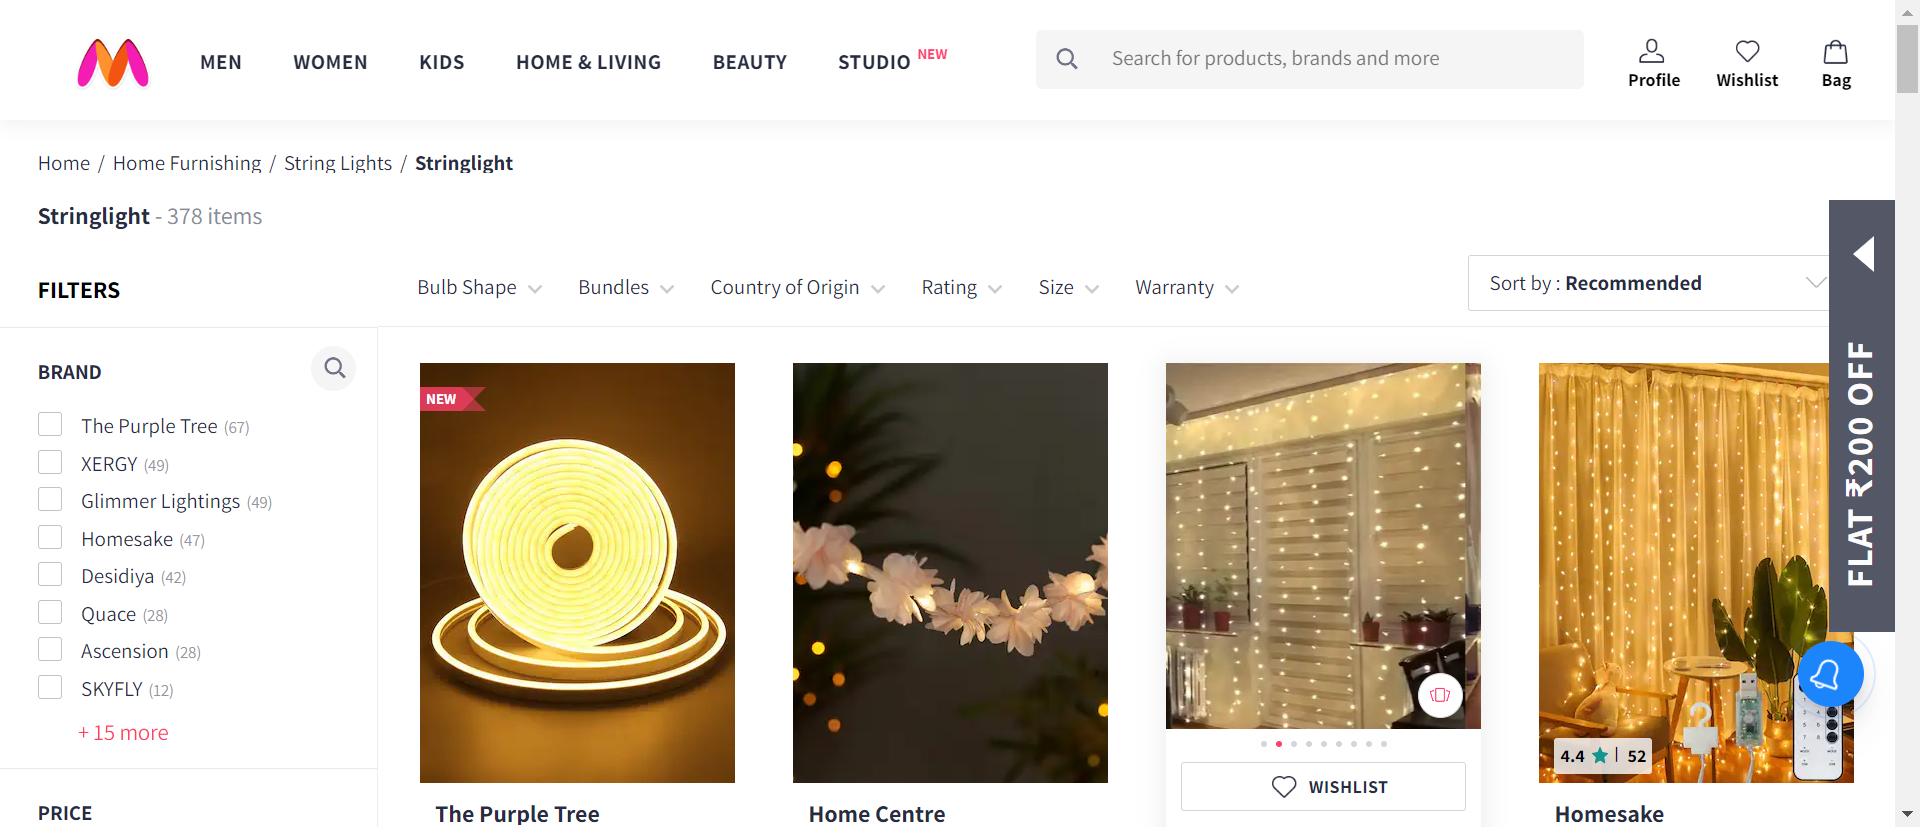 MEN WOMEN KIDS HOME & LIVING BEAUTY STUDIO NEW
Search for products, brands and more
Profile Wishlist Bag
Home / Home Furnishing / String Lights / Stringlight
Stringlight - 378 items
FILTERS
Bulb Shape Bundles Country of Origin Rating Size Warranty
Sort by : Recommended
FLAT ₹200 OFF
BRAND
The Purple Tree (67)
XERGY (49)
Glimmer Lightings (49)
Homesake (47)
Desidiya (42)
Quace (28)
Ascension (28)
SKYFLY (12)
+ 15 more
PRICE
NEW
The Purple Tree
Home Centre
WISHLIST
4.4 | 52
Homesake